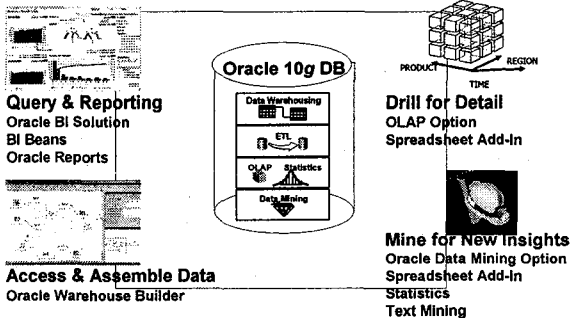 Query & Reporting
Oracle BI Solution
BI Beans
Oracle Reports
Access & Assemble Data
Oracle Warehouse Builder
Oracle 10g DB
Data Warehousing
ETL
OLAP Statistics
Data Mining
PRODUCT
REGION
TIME
Drill for Detail
OLAP Option
Spreadsheet Add-In
Mine for New Insights
Oracle Data Mining Option
Spreadsheet Add-In
Statistics
Text Mining